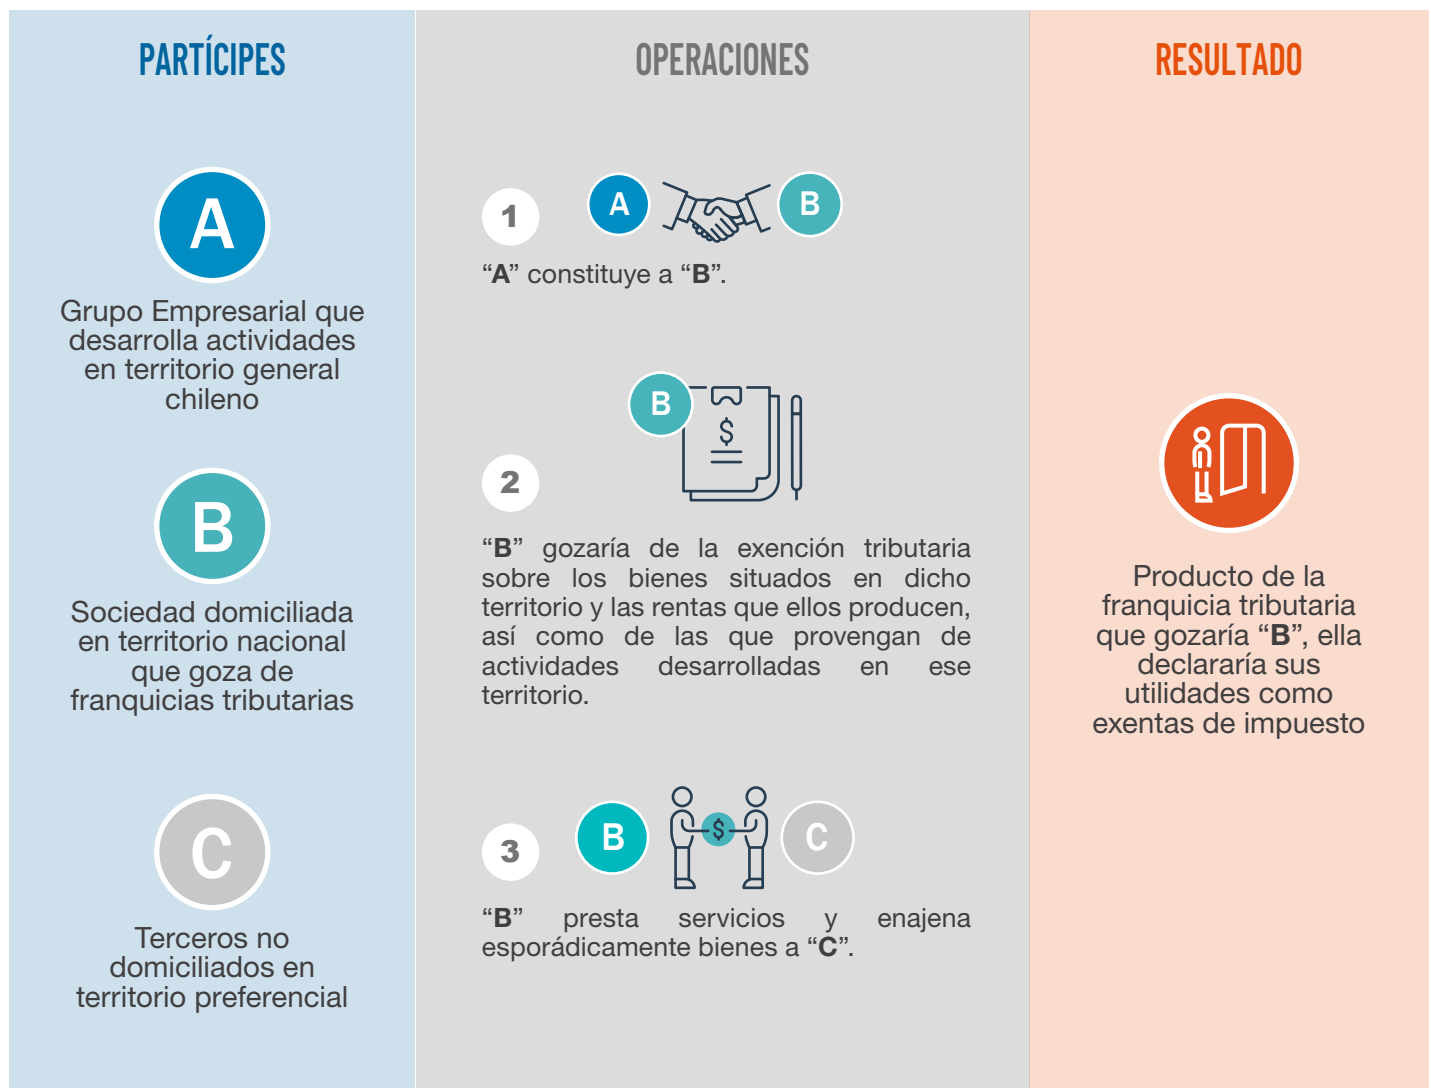 PARTÍCIPES
A
Grupo Empresarial que
desarrolla actividades
en territorio general
chileno
B
Sociedad domiciliada
en territorio nacional
que goza de
franquicias tributarias
C
Terceros no
domiciliados en
territorio preferencial
OPERACIONES
1
A
B
“A” constituye a “B”.
B
$
2
“B” gozaría de la exención tributaria
sobre los bienes situados en dicho
territorio y las rentas que ellos producen,
así como de las que provengan de
actividades desarrolladas en ese
territorio.
3
B
$
C
“B” presta servicios y enajena
esporádicamente bienes a “C”.
RESULTADO
Producto de la
franquicia tributaria
que gozaría “B”, ella
declararía sus
utilidades como
exentas de impuesto